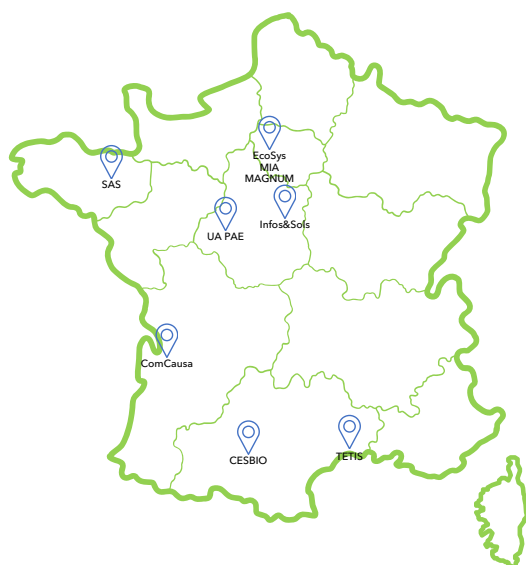 EcoSys
MIA
MAGNUM
SAS
Infos&Sols
UA PAE
ComCausa
CESBIO
TETIS